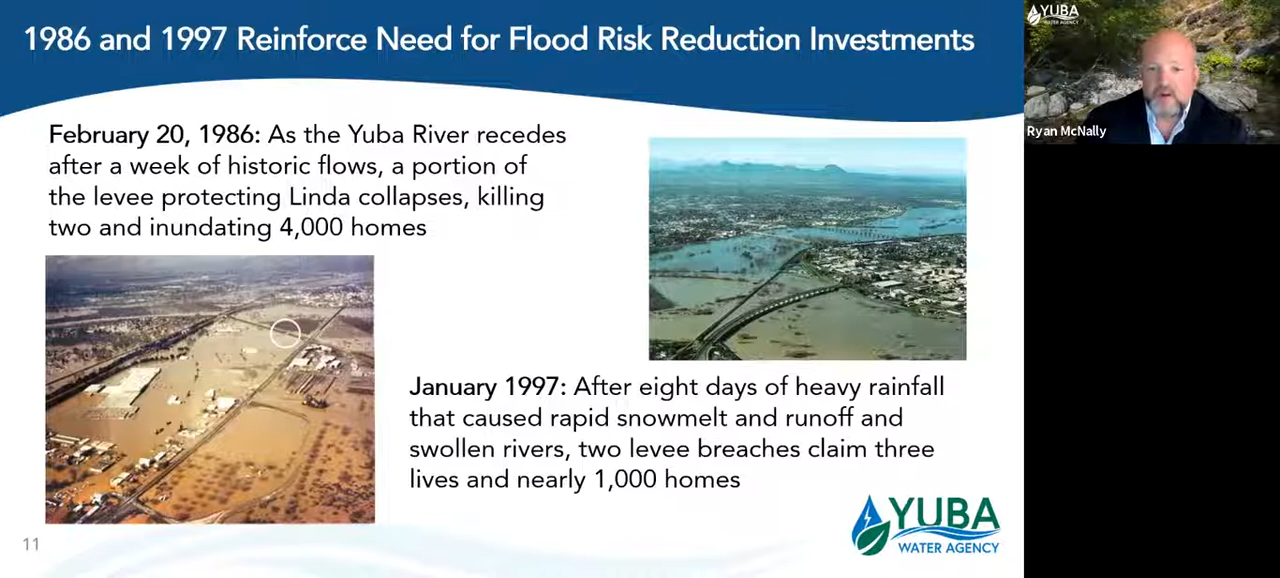 1986 and 1997 Reinforce Need for Flood Risk Reduction Investments
February 20, 1986: As the Yuba River recedes
after a week of historic flows, a portion of
the levee protecting Linda collapses, killing
two and inundating 4,000 homes
January 1997: After eight days of heavy rainfall
that caused rapid snowmelt and runoff and
swollen rivers, two levee breaches claim three
lives and nearly 1,000 homes
11
YUBA
WATER AGENCY
YUBA
WATER AGENCY
Ryan McNally